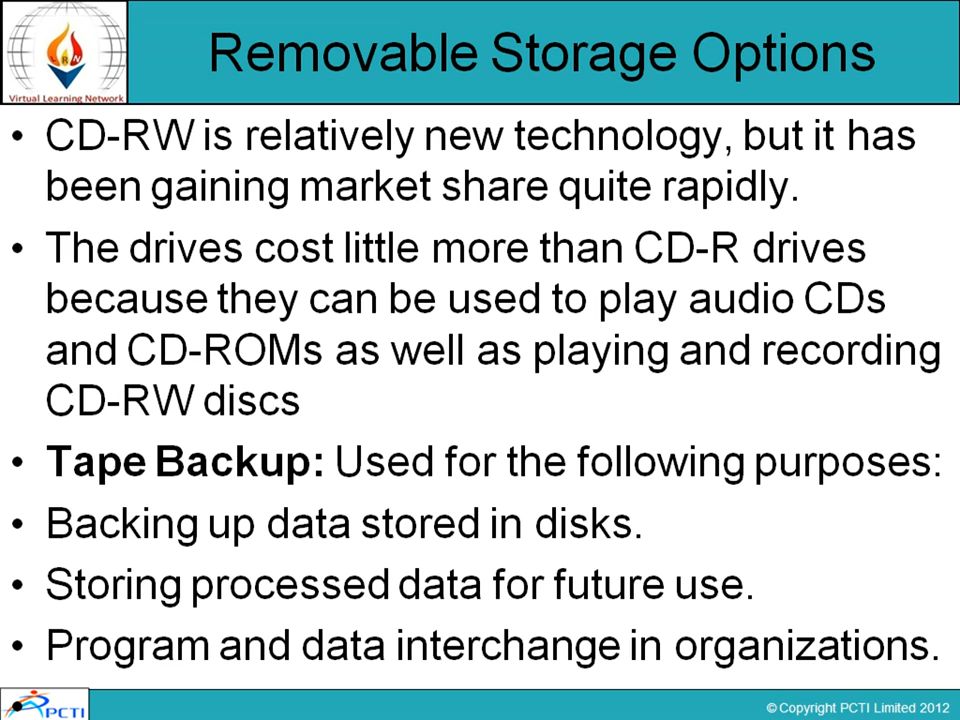 RW
Virtual Learning Network
Removable Storage Options
• CD-RW is relatively new technology, but it has
been gaining market share quite rapidly.
• The drives cost little more than CD-R drives
because they can be used to play audio CDs
and CD-ROMs as well as playing and recording
CD-RW discs
• Tape Backup: Used for the following purposes:
• Backing up data stored in disks.
• Storing processed data for future use.
• Program and data interchange in organizations.
PCTI
© Copyright PCTI Limited 2012